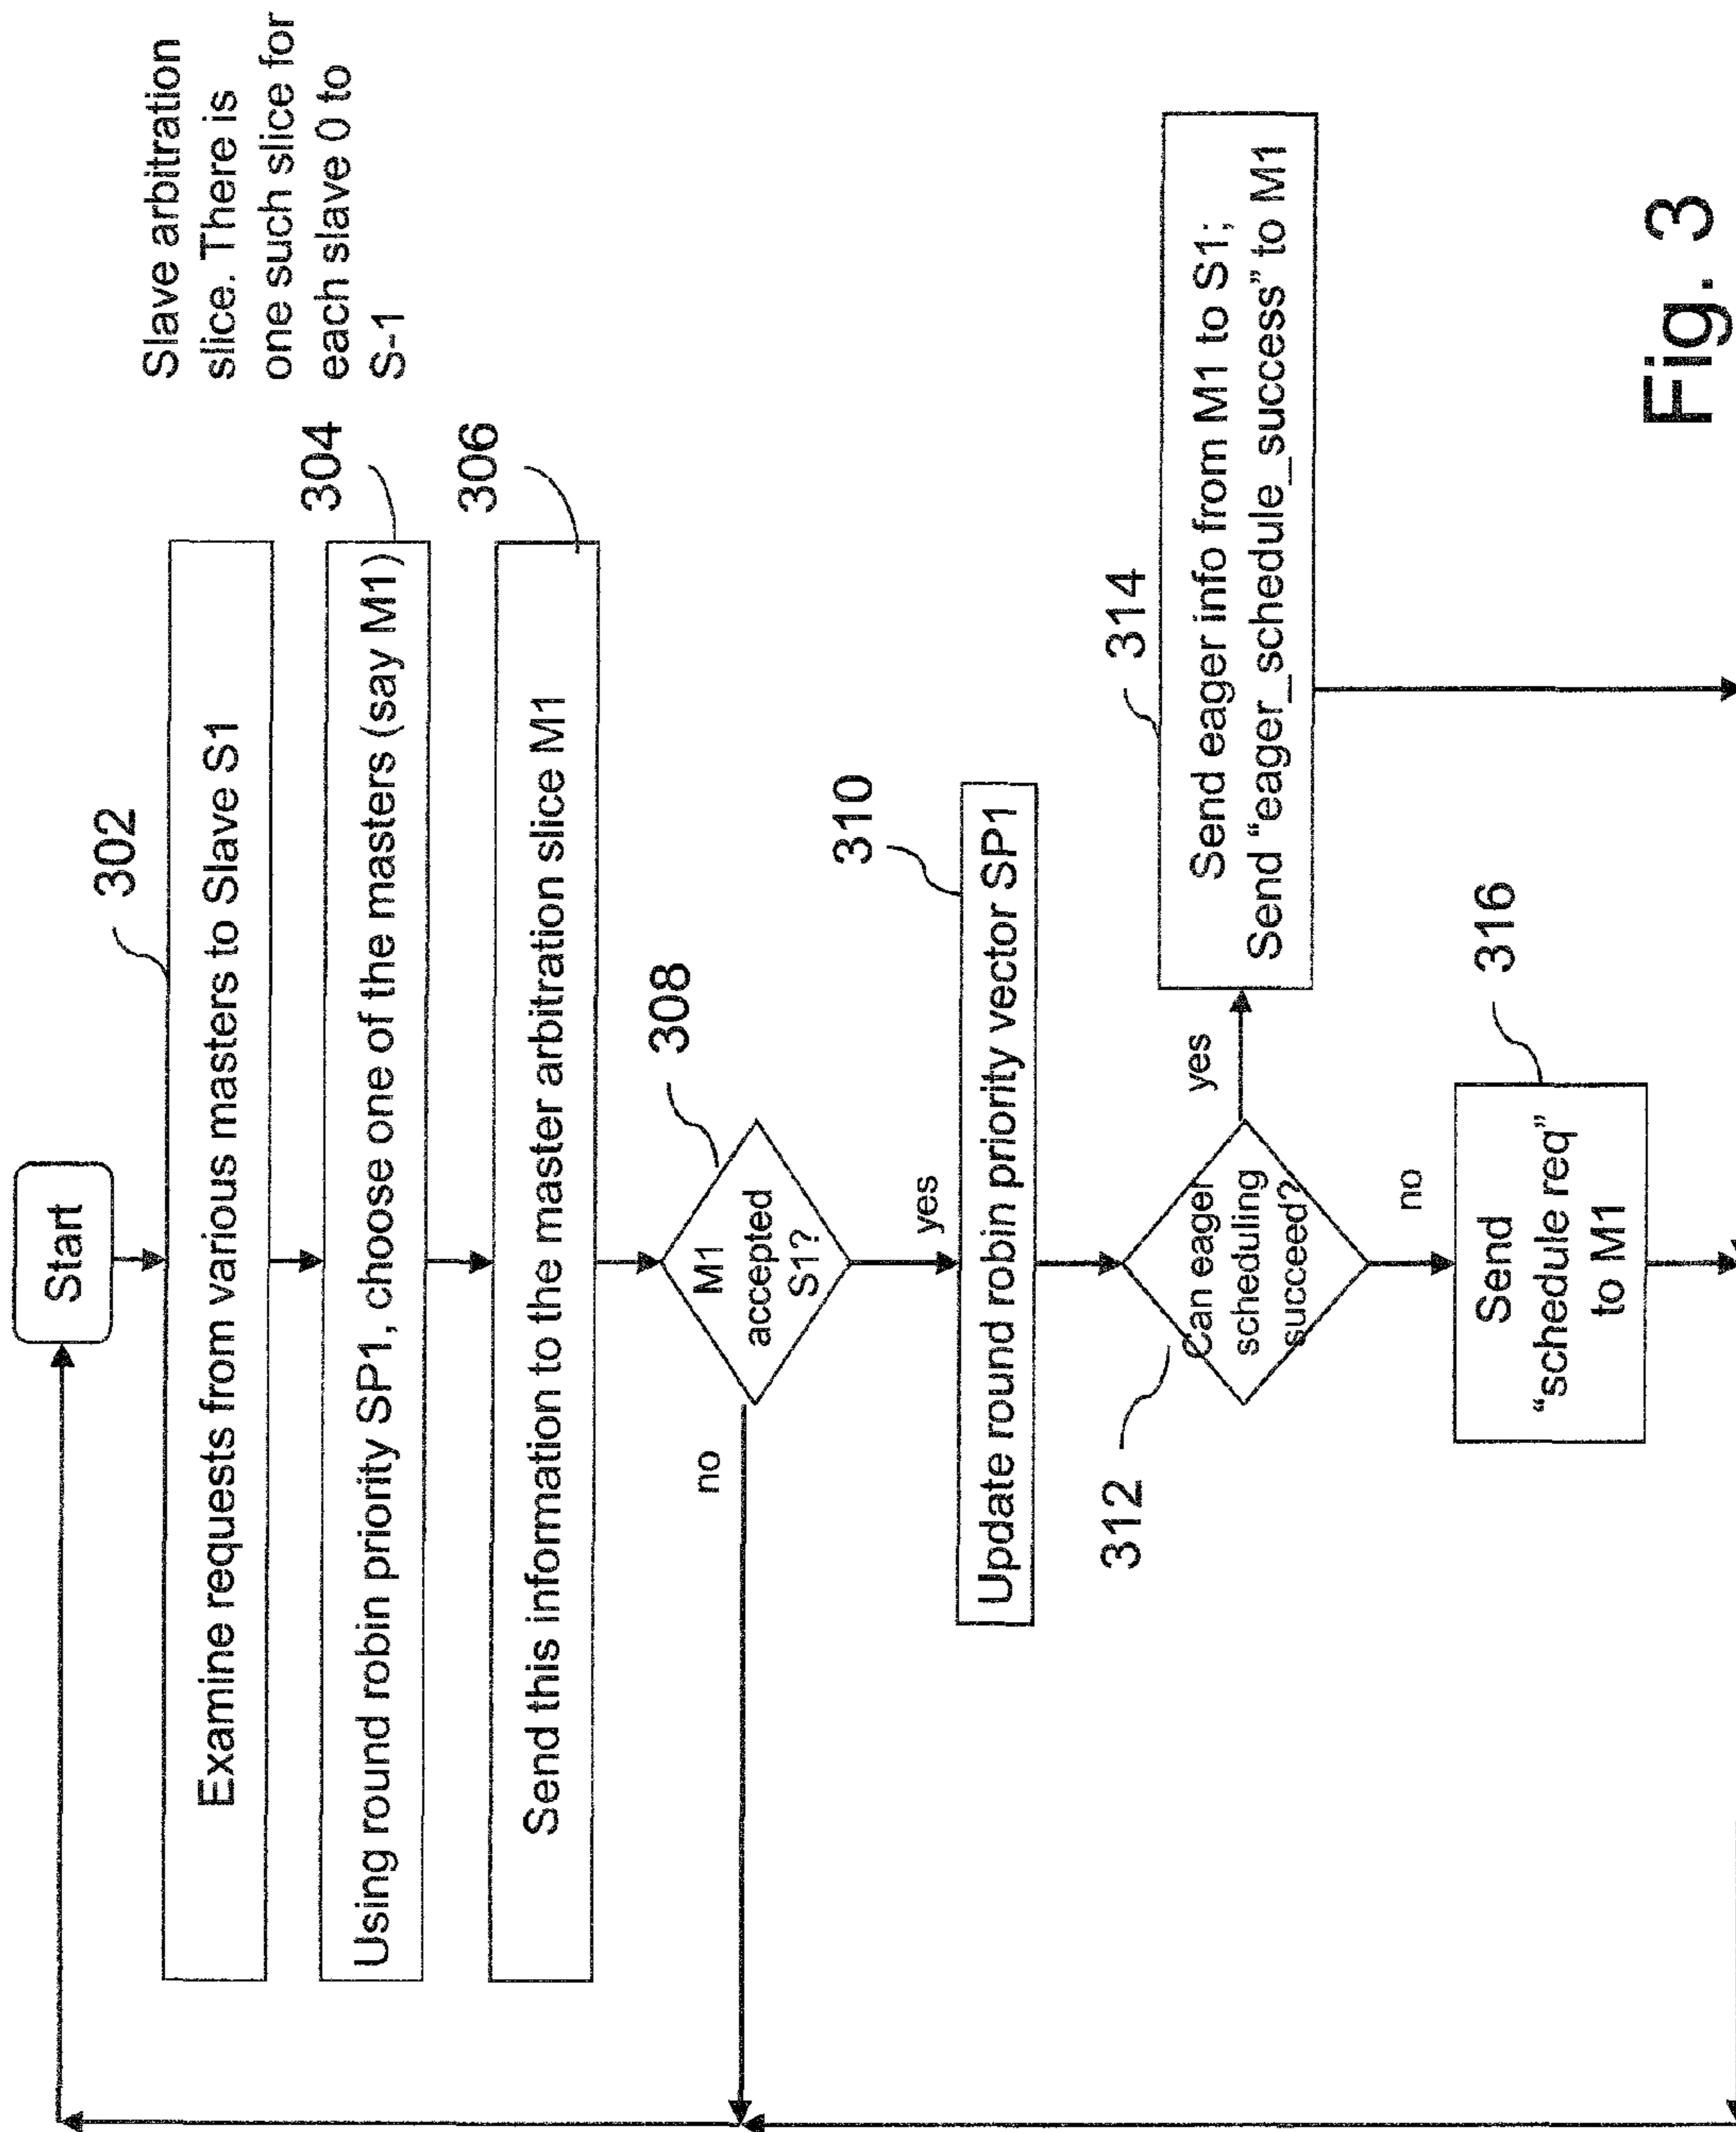 Start
Slave arbitration
slice. There is
one such slice for
each slave 0 to
S-1
302
Examine requests from various masters to Slave S1
304
Using round robin priority SP1, choose one of the masters (say M1)
306
Send this information to the master arbitration slice M1
308
M1
accepted
S1?
no
yes
310
Update round robin priority vector SP1
312
Can eager
scheduling
succeed?
yes
314
Send eager info from M1 to S1;
Send “eager_schedule_success” to M1
no
316
Send
“schedule req”
to M1
Fig. 3